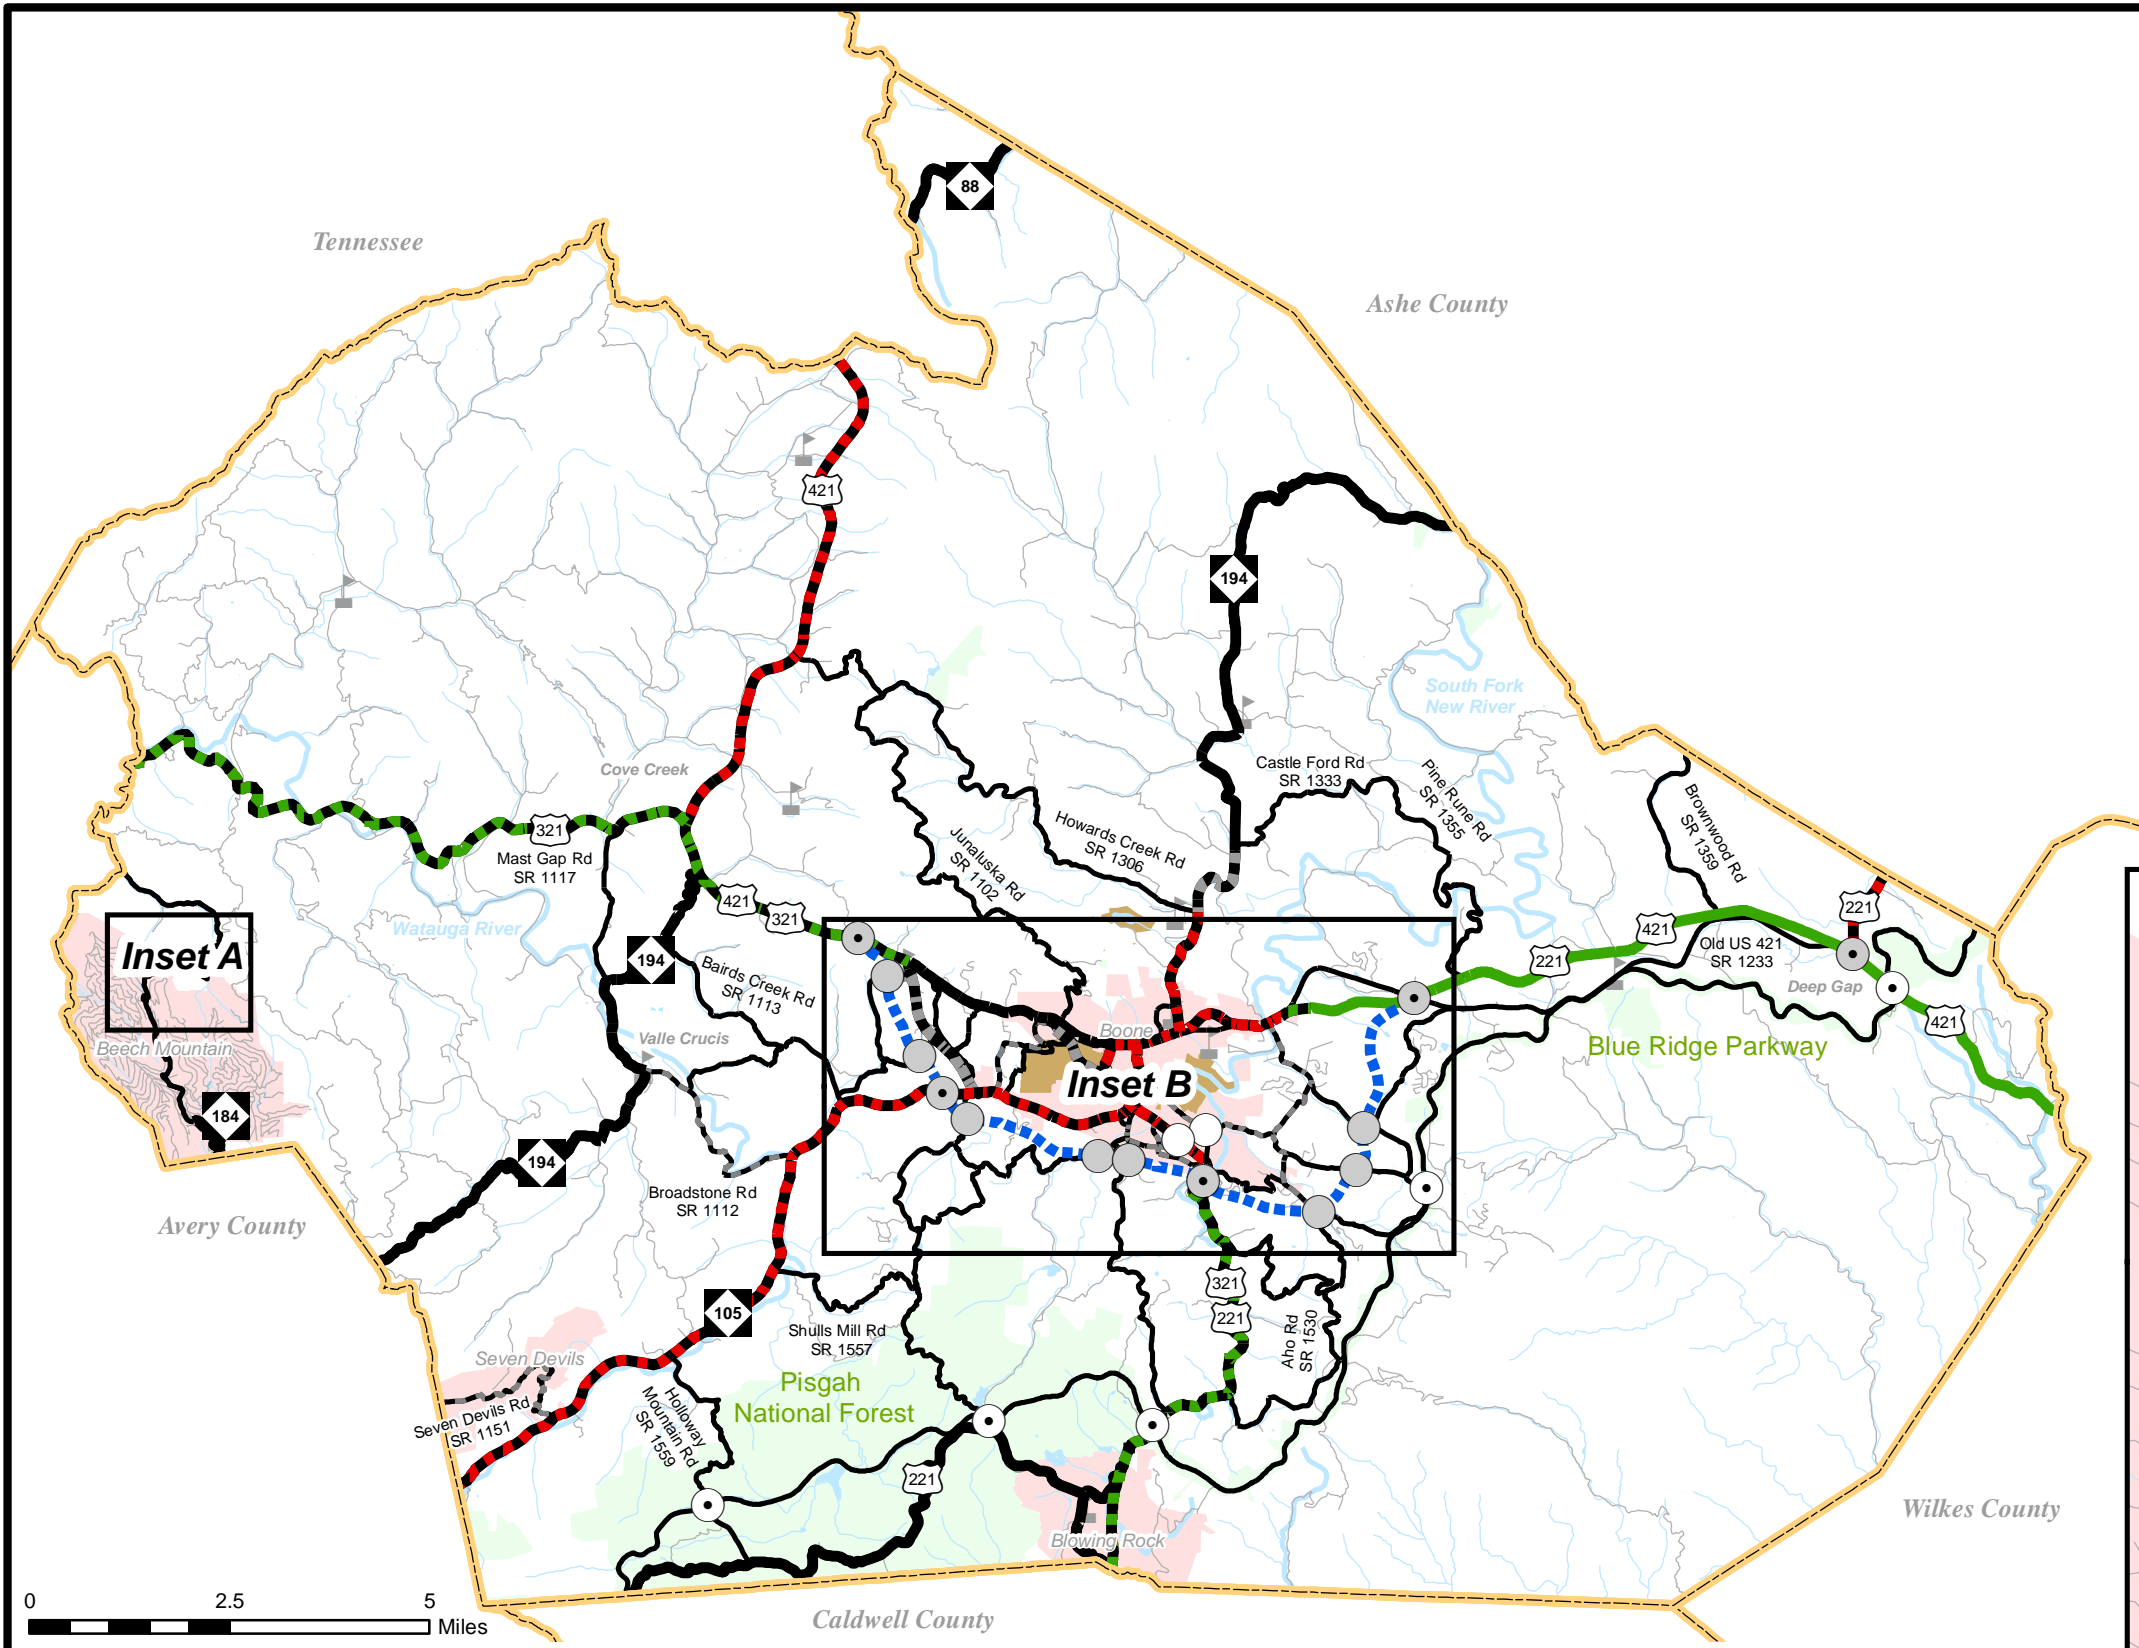 88
Tennessee
Ashe County
421
194
South Fork
New River
Cove Creek
Castle Ford Rd
SR 1333
Pine Rune Rd
SR 1355
Brownwood Rd
SR 1359
321
Mast Gap Rd
SR 1117
Howards Creek Rd
SR 1306
Junaluska Rd
SR 1102
421
321
221
421
221
Old US 421
SR 1233
Watauga River
Inset A
194
Bairds Creek Rd
SR 1113
Deep Gap
421
Boone
Valle Crucis
Beech Mountain
Blue Ridge Parkway
Inset B
184
194
Broadstone Rd
SR 1112
Avery County
321
221
105
Shulls Mill Rd
SR 1557
Aho Rd
SR 1530
Seven Devils
Pisgah
National Forest
Seven Devils Rd
SR 1151
Holloway
Mountain Rd
SR 1559
221
Wilkes County
Blowing Rock
0 2.5 5
Miles
Caldwell County